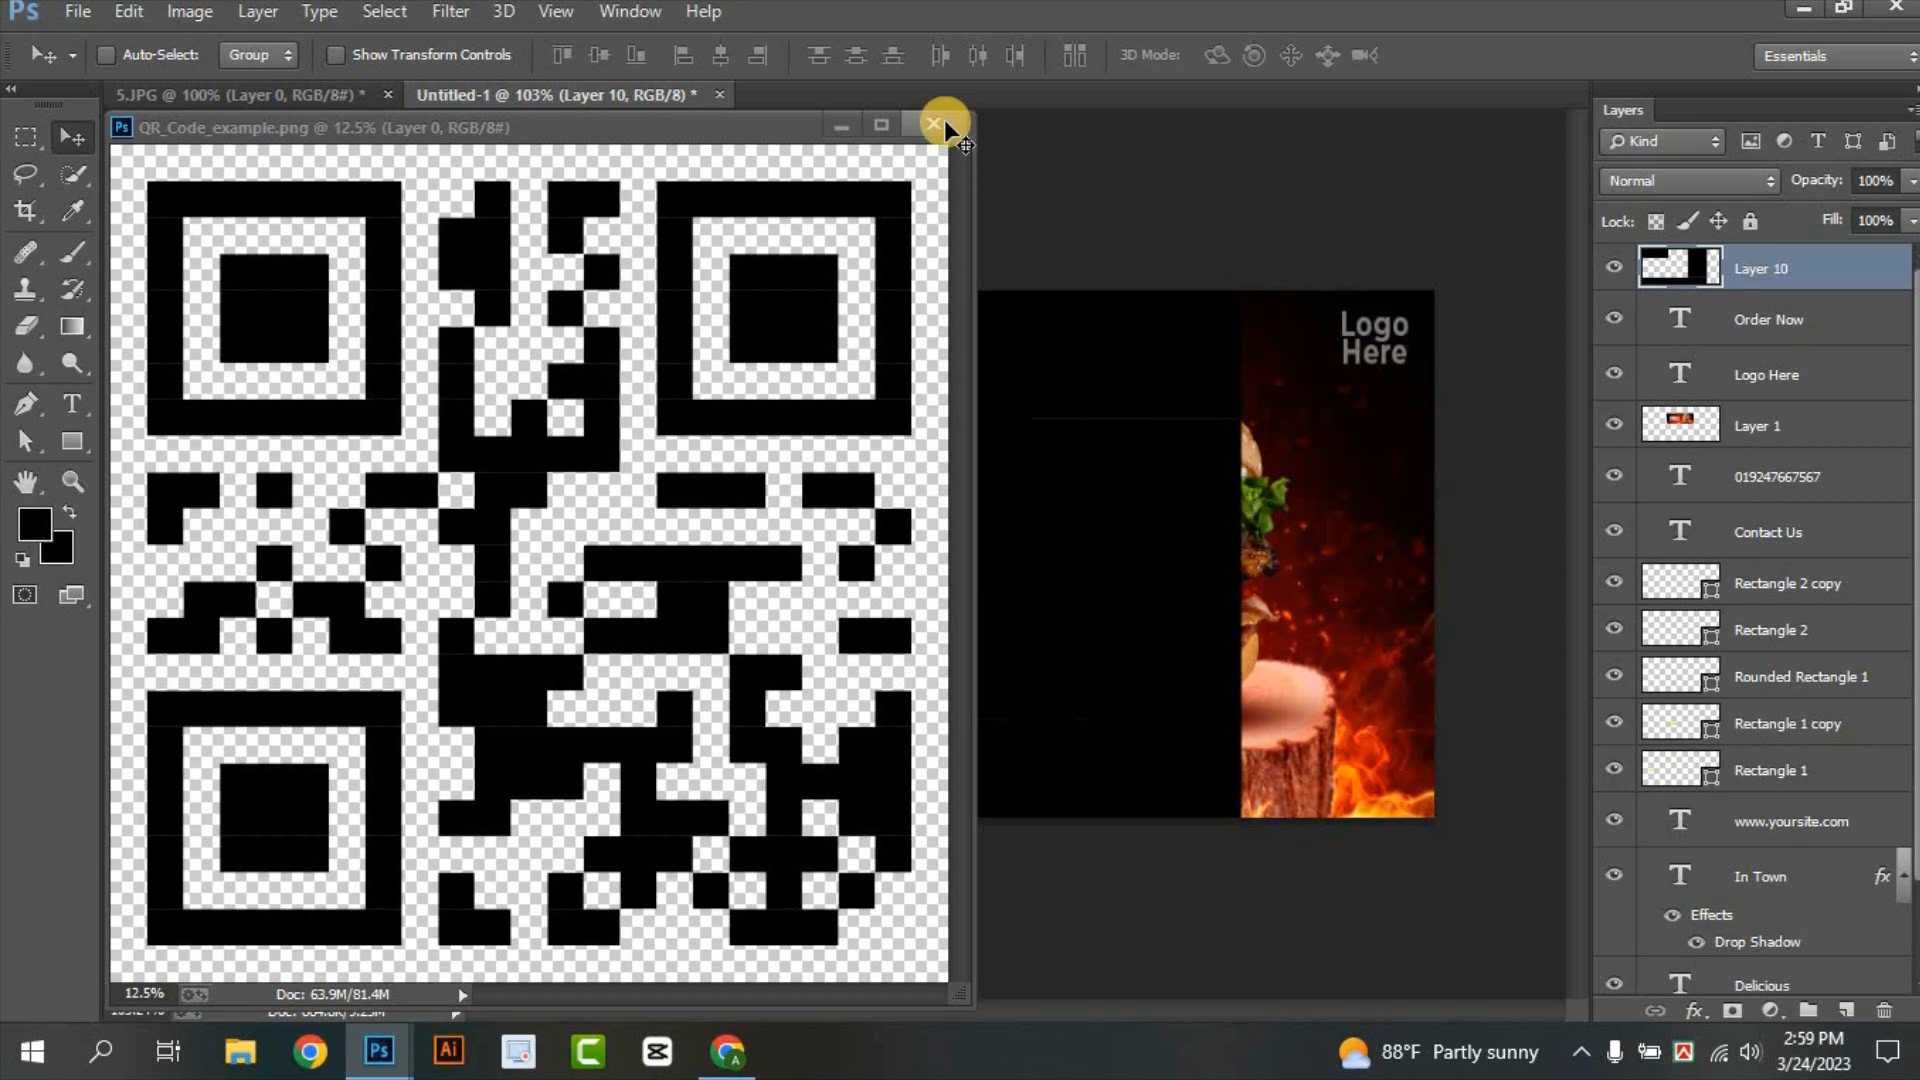 Ps File Edit Image Layer Type Select Filter 3D View Window Help
Auto-Select: Group Show Transform Controls 3D Mode: Essentials
5.JPG @ 100% (Layer 0, RGB/8#) * × Untitled-1 @ 103% (Layer 10, RGB/8) * ×
Ps QR_Code_example.png @ 12.5% (Layer 0, RGB/8#)
Layers
Kind
Normal Opacity: 100%
Lock: Fill: 100%
Layer 10
Order Now
Logo Here
Layer 1
019247667567
Contact Us
Rectangle 2 copy
Rectangle 2
Rounded Rectangle 1
Rectangle 1 copy
Rectangle 1
www.yoursite.com
In Town fx
Effects
Drop Shadow
Delicious
fx
Logo
Here
12.5% Doc: 63.9M/81.4M
Ps Ai C A
88°F Partly sunny
2:59 PM
3/24/2023